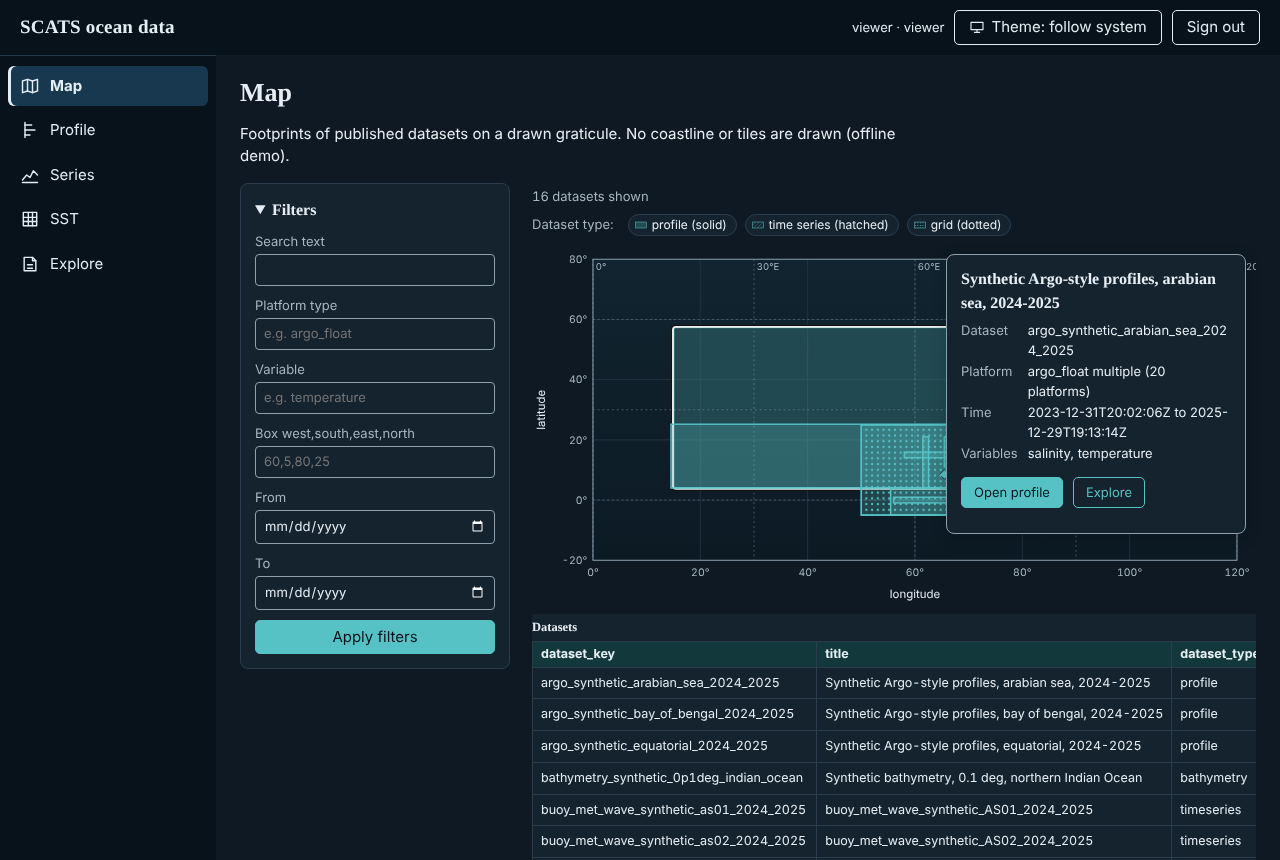 SCATS ocean data
viewer · viewer
Theme: follow system
Sign out
Map
Profile
Series
SST
Explore
Map
Footprints of published datasets on a drawn graticule. No coastline or tiles are drawn (offline
demo).
Filters
Search text
Platform type
e.g. argo_float
Variable
e.g. temperature
Box west,south,east,north
60,5,80,25
From
mm/dd/yyyy
To
mm/dd/yyyy
Apply filters
16 datasets shown
Dataset type:
profile (solid)
time series (hatched)
grid (dotted)
80°
60°
40°
20°
0°
-20°
latitude
0°
30°E
60°E
0°
20°
40°
60°
80°
100°
120°
longitude
Synthetic Argo-style profiles, arabian
sea, 2024-2025
Dataset argo_synthetic_arabian_sea_202
4_2025
Platform argo_float multiple (20
platforms)
Time 2023-12-31T20:02:06Z to 2025-
12-29T19:13:14Z
Variables salinity, temperature
Open profile
Explore
Datasets
dataset_key title dataset_type
argo_synthetic_arabian_sea_2024_2025 Synthetic Argo-style profiles, arabian sea, 2024-2025 profile
argo_synthetic_bay_of_bengal_2024_2025 Synthetic Argo-style profiles, bay of bengal, 2024-2025 profile
argo_synthetic_equatorial_2024_2025 Synthetic Argo-style profiles, equatorial, 2024-2025 profile
bathymetry_synthetic_0p1deg_indian_ocean Synthetic bathymetry, 0.1 deg, northern Indian Ocean bathymetry
buoy_met_wave_synthetic_as01_2024_2025 buoy_met_wave_synthetic_AS01_2024_2025 timeseries
buoy_met_wave_synthetic_as02_2024_2025 buoy_met_wave_synthetic_AS02_2024_2025 timeseries